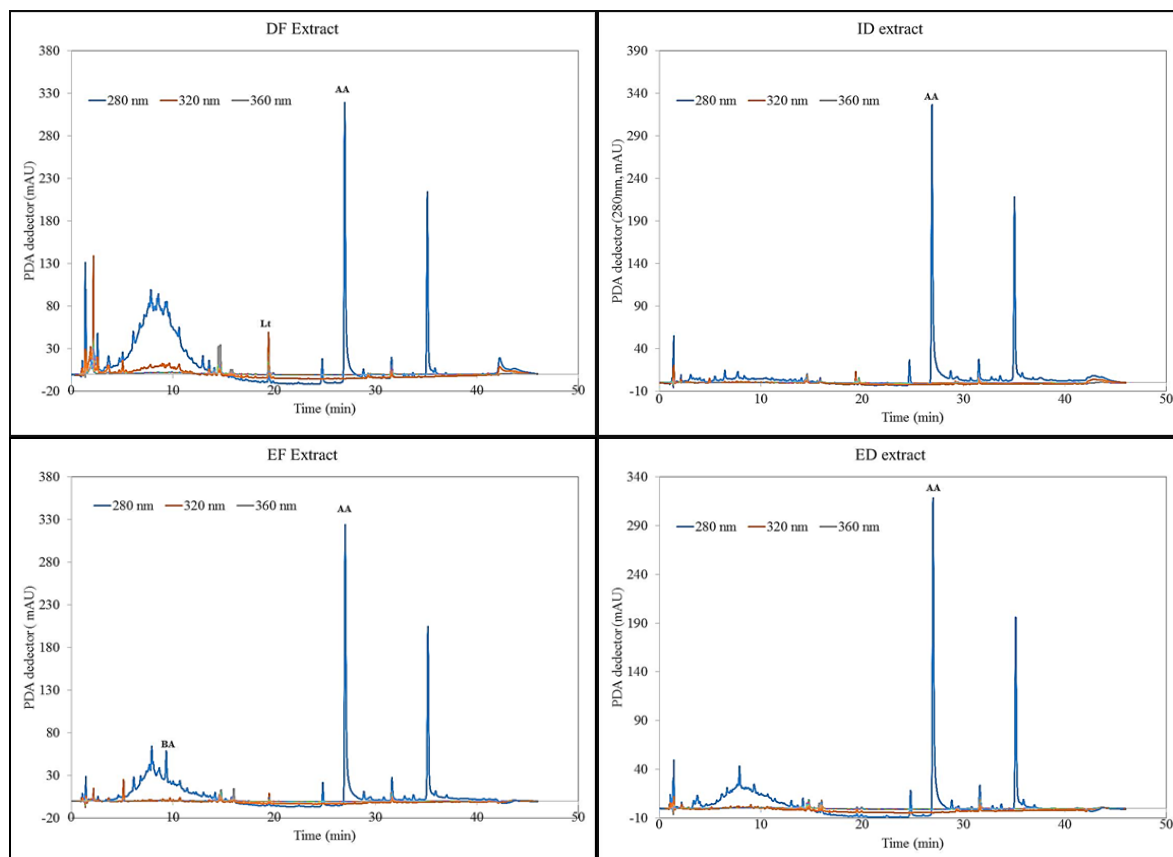 DF Extract
380
330
280
230
180
130
80
30
-20
PDA dedector (mAU)
280 nm 320 nm 360 nm
AA
Lt
0 10 20 30 40 50
Time (min)
ID extract
390
340
290
240
190
140
90
40
-10
PDA dedector (280nm, mAU)
280 nm 320 nm 360 nm
AA
0 10 20 30 40 50
Time (min)
EF Extract
380
330
280
230
180
130
80
30
-20
PDA dedector ( mAU)
280 nm 320 nm 360 nm
AA
BA
0 10 20 30 40 50
Time (min)
ED extract
340
290
240
190
140
90
40
-10
PDA dedector (mAU)
280 nm 320 nm 360 nm
AA
0 10 20 30 40 50
Time (min)